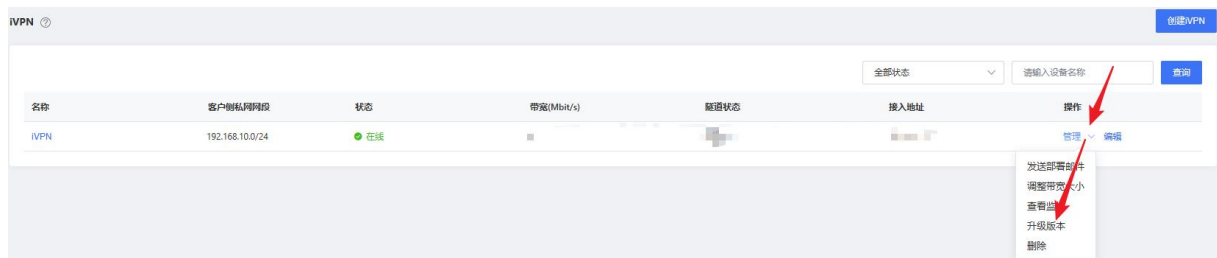 iVPN
创建iVPN
全部状态
请输入设备名称
查询
名称 客户侧私网网段 状态 带宽(Mbit/s) 隧道状态 接入地址 操作
iVPN 192.168.10.0/24 在线 管理 编辑
发送部署邮件
调整带宽大小
查看监
升级版本
删除